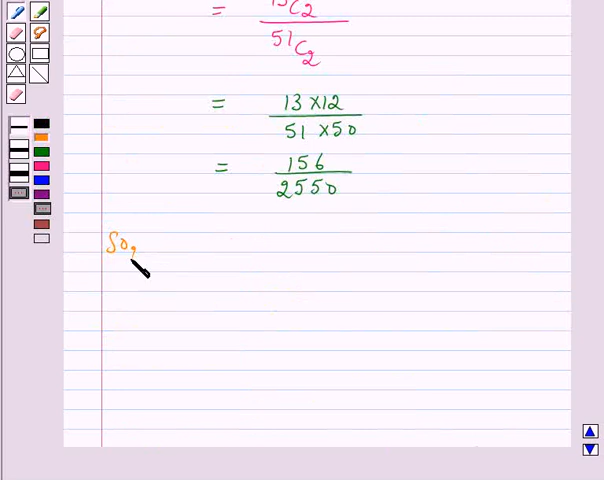 = 13C2
51C2
= 13 × 12
51 × 50
= 156
2550
So,